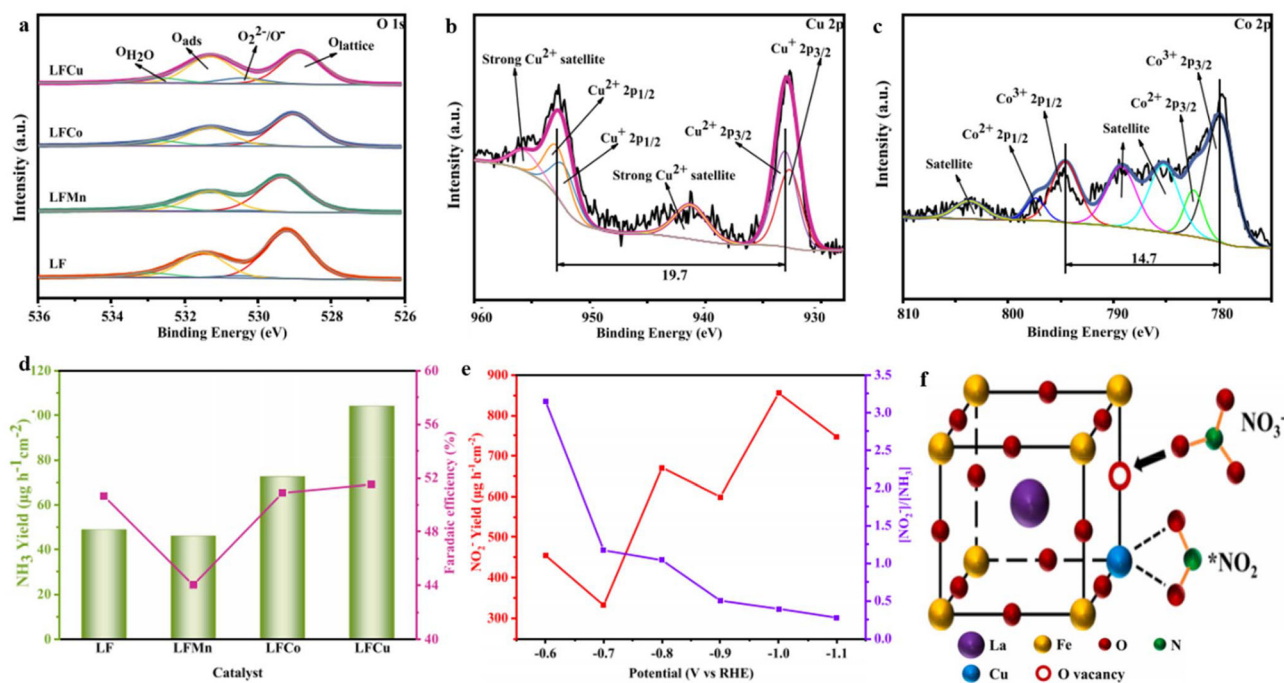 a
O 1s
O_H2O
O_ads
O₂²⁻/O⁻
O_lattice
LFCu
LFCo
LFMn
LF
Intensity (a.u.)
536 534 532 530 528 526
Binding Energy (eV)
b
Cu 2p
Cu⁺ 2p₃/₂
Strong Cu²⁺ satellite
Cu²⁺ 2p₁/₂
Cu²⁺ 2p₃/₂
Cu⁺ 2p₁/₂
Strong Cu²⁺ satellite
19.7
Intensity (a.u.)
960 950 940 930
Binding Energy (eV)
c
Co 2p
Co³⁺ 2p₃/₂
Co³⁺ 2p₁/₂
Co²⁺ 2p₃/₂
Co²⁺ 2p₁/₂
Satellite
Satellite
14.7
Intensity (a.u.)
810 800 790 780
Binding Energy (eV)
d
NH₃ Yield (μg h⁻¹cm⁻²)
120
100
80
60
40
20
0
60
56
52
48
44
40
Faradaic efficiency (%)
LF LFMn LFCo LFCu
Catalyst
e
NO₂⁻ Yield (μg h⁻¹cm⁻²)
900
800
700
600
500
400
300
3.5
3.0
2.5
2.0
1.5
1.0
0.5
0.0
[NO₂⁻]/[NH₃]
-0.6 -0.7 -0.8 -0.9 -1.0 -1.1
Potential (V vs RHE)
f
NO₃⁻
*NO₂
La Fe O N
Cu O vacancy